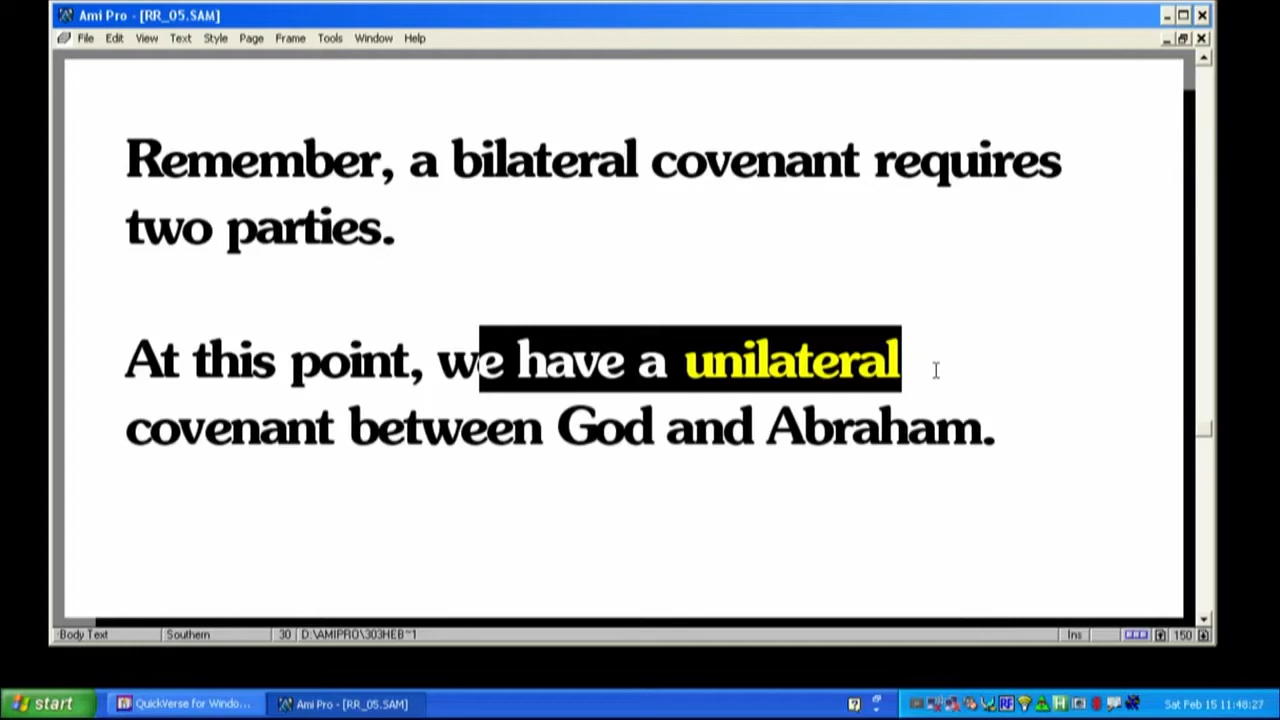 Ami Pro - [RR_05.SAM]
File Edit View Text Style Page Frame Tools Window Help
Remember, a bilateral covenant requires
two parties.
At this point, we have a unilateral
covenant between God and Abraham.
Body Text Southern 30 D:\AMIPRO\303HEB~1 Ins 150
start QuickVerse for Windo... Ami Pro - [RR_05.SAM] RF H Sat Feb 15 11:48:27